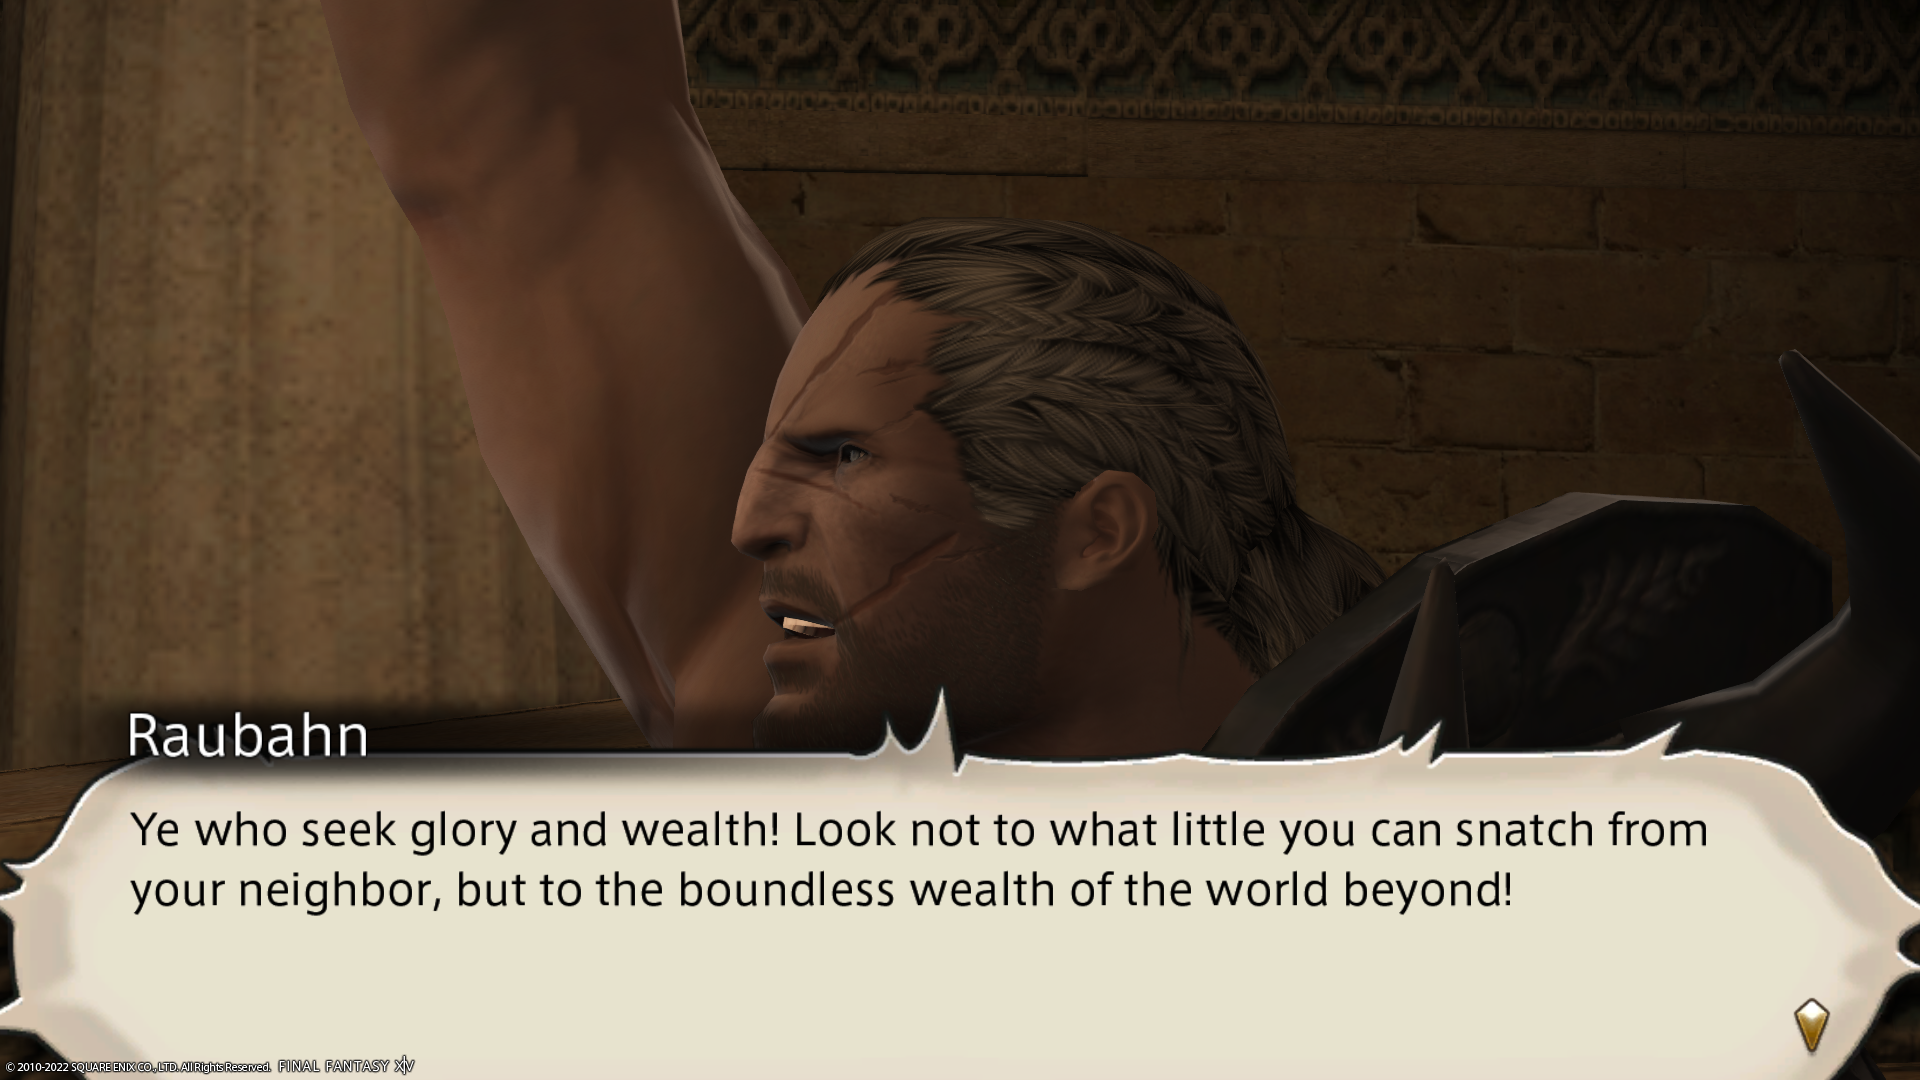 Raubahn
Ye who seek glory and wealth! Look not to what little you can snatch from
your neighbor, but to the boundless wealth of the world beyond!
© 2010-2022 SQUARE ENIX CO., LTD. All Rights Reserved. FINAL FANTASY XIV